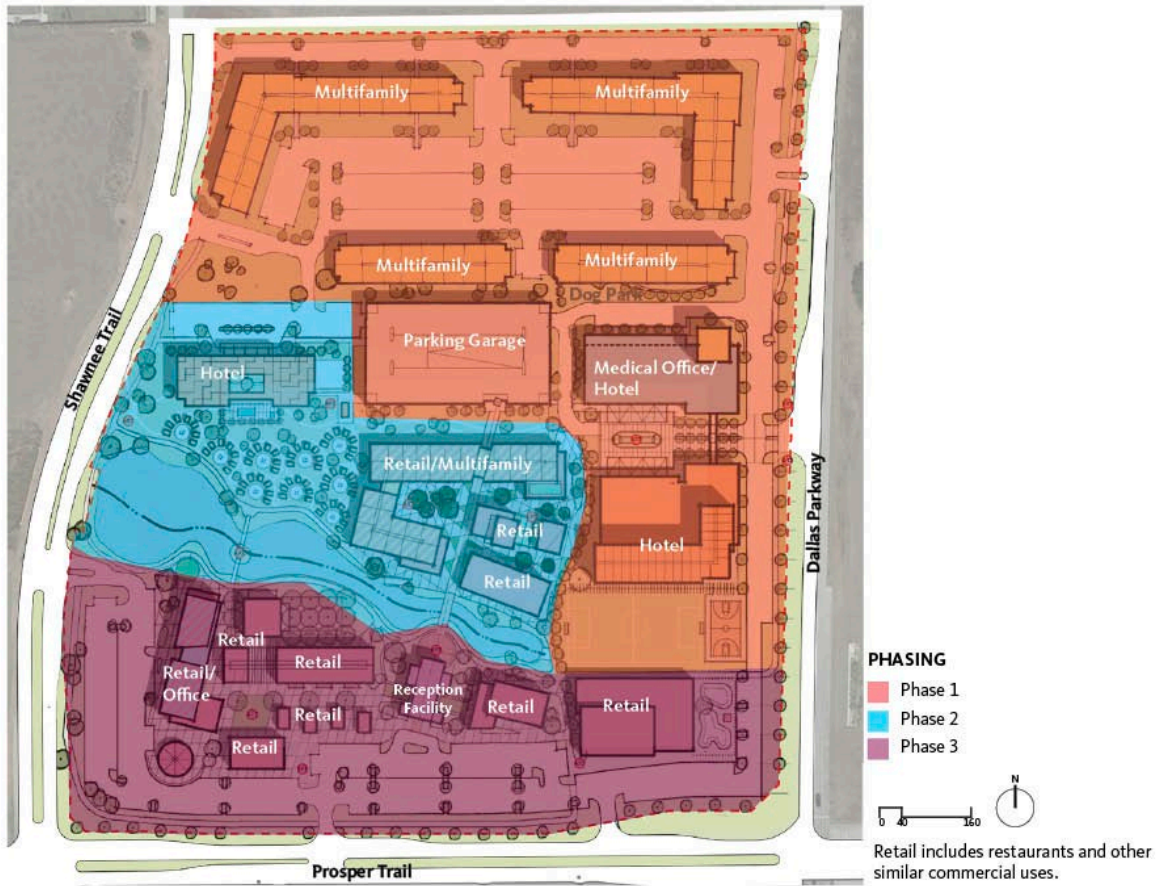 Multifamily
Multifamily
Multifamily
Multifamily
Dog Park
Parking Garage
Medical Office/
Hotel
Hotel
Shawnee Trail
Retail/Multifamily
Retail
Hotel
Retail
Dallas Parkway
Retail
Retail
Retail/
Office
Reception
Facility
Retail
Retail
Retail
Retail
Prosper Trail
PHASING
Phase 1
Phase 2
Phase 3
N
0 40 160
Retail includes restaurants and other
similar commercial uses.